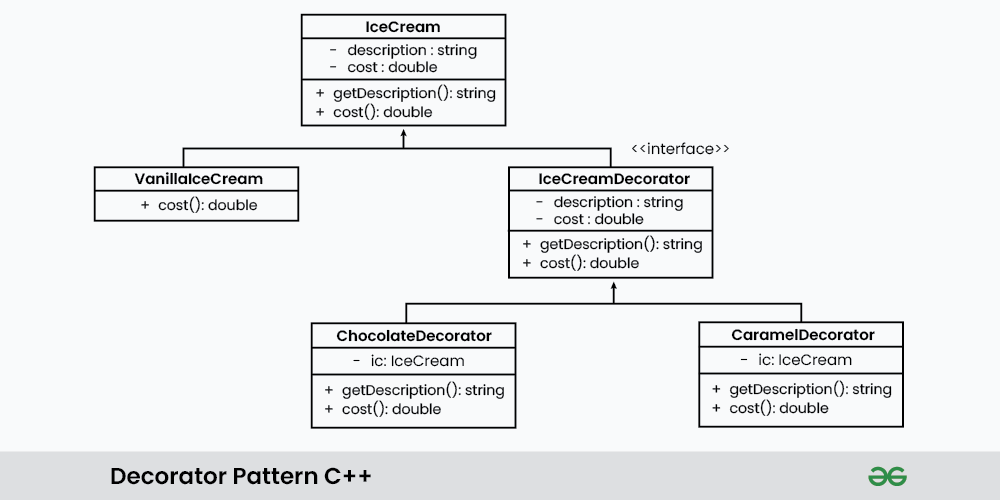 IceCream
- description : string
- cost : double
+ getDescription(): string
+ cost(): double
<<interface>>
VanillaIceCream
+ cost(): double
IceCreamDecorator
- description : string
- cost : double
+ getDescription(): string
+ cost(): double
ChocolateDecorator
- ic: IceCream
+ getDescription(): string
+ cost(): double
CaramelDecorator
- ic: IceCream
+ getDescription(): string
+ cost(): double
Decorator Pattern C++